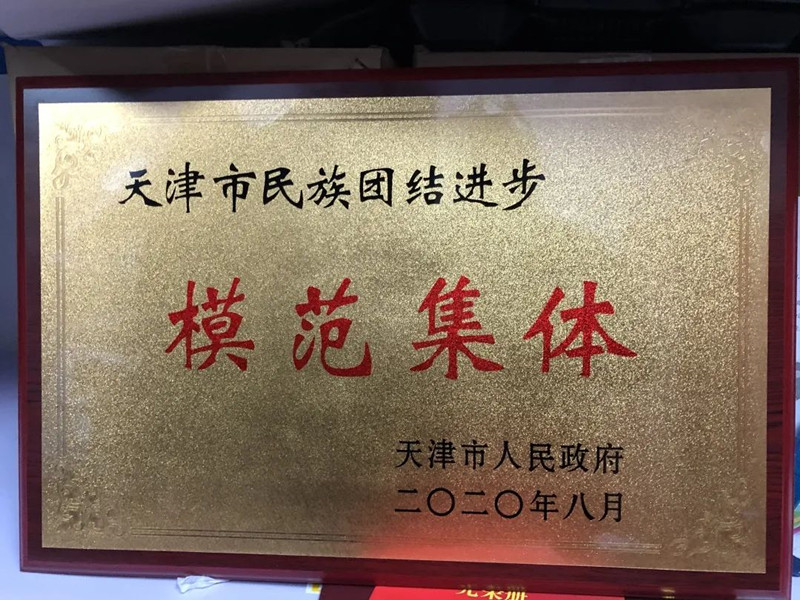 天津市民族团结进步
模范集体
天津市人民政府
二〇二〇年八月